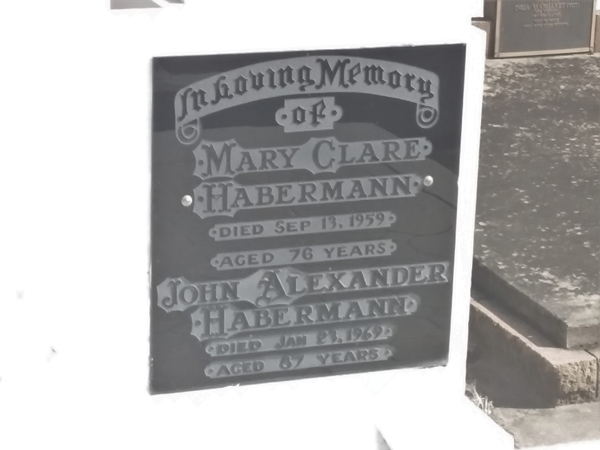 In Loving Memory
of
Mary Clare
Habermann
Died Sep 13, 1959
Aged 76 Years
John Alexander
Habermann
Died Jan 23, 1962
Aged 87 Years